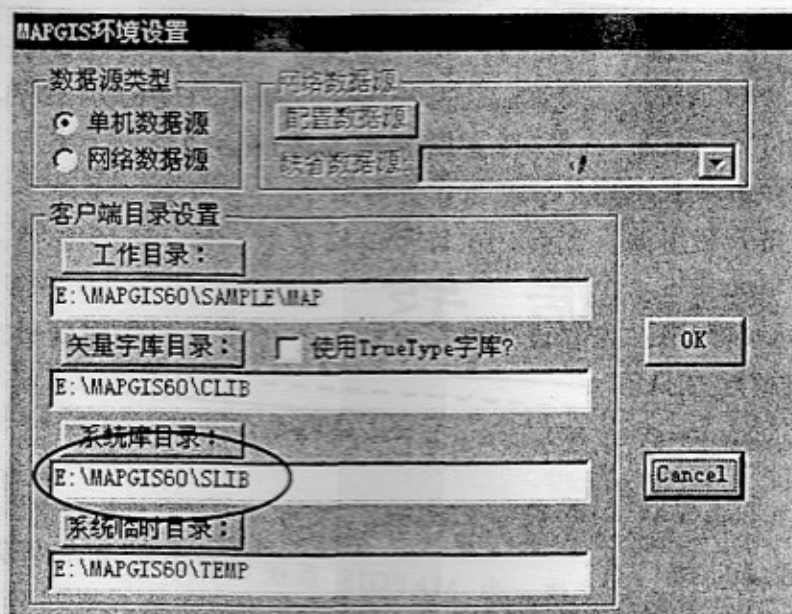 MAPGIS环境设置
数据源类型
单机数据源
网络数据源
网络数据源
配置数据源
缺省数据源:
客户端目录设置
工作目录:
E:\MAPGIS60\SAMPLE\MAP
矢量字库目录:
使用TrueType字库?
E:\MAPGIS60\CLIB
系统库目录:
E:\MAPGIS60\SLIB
系统临时目录:
E:\MAPGIS60\TEMP
OK
Cancel